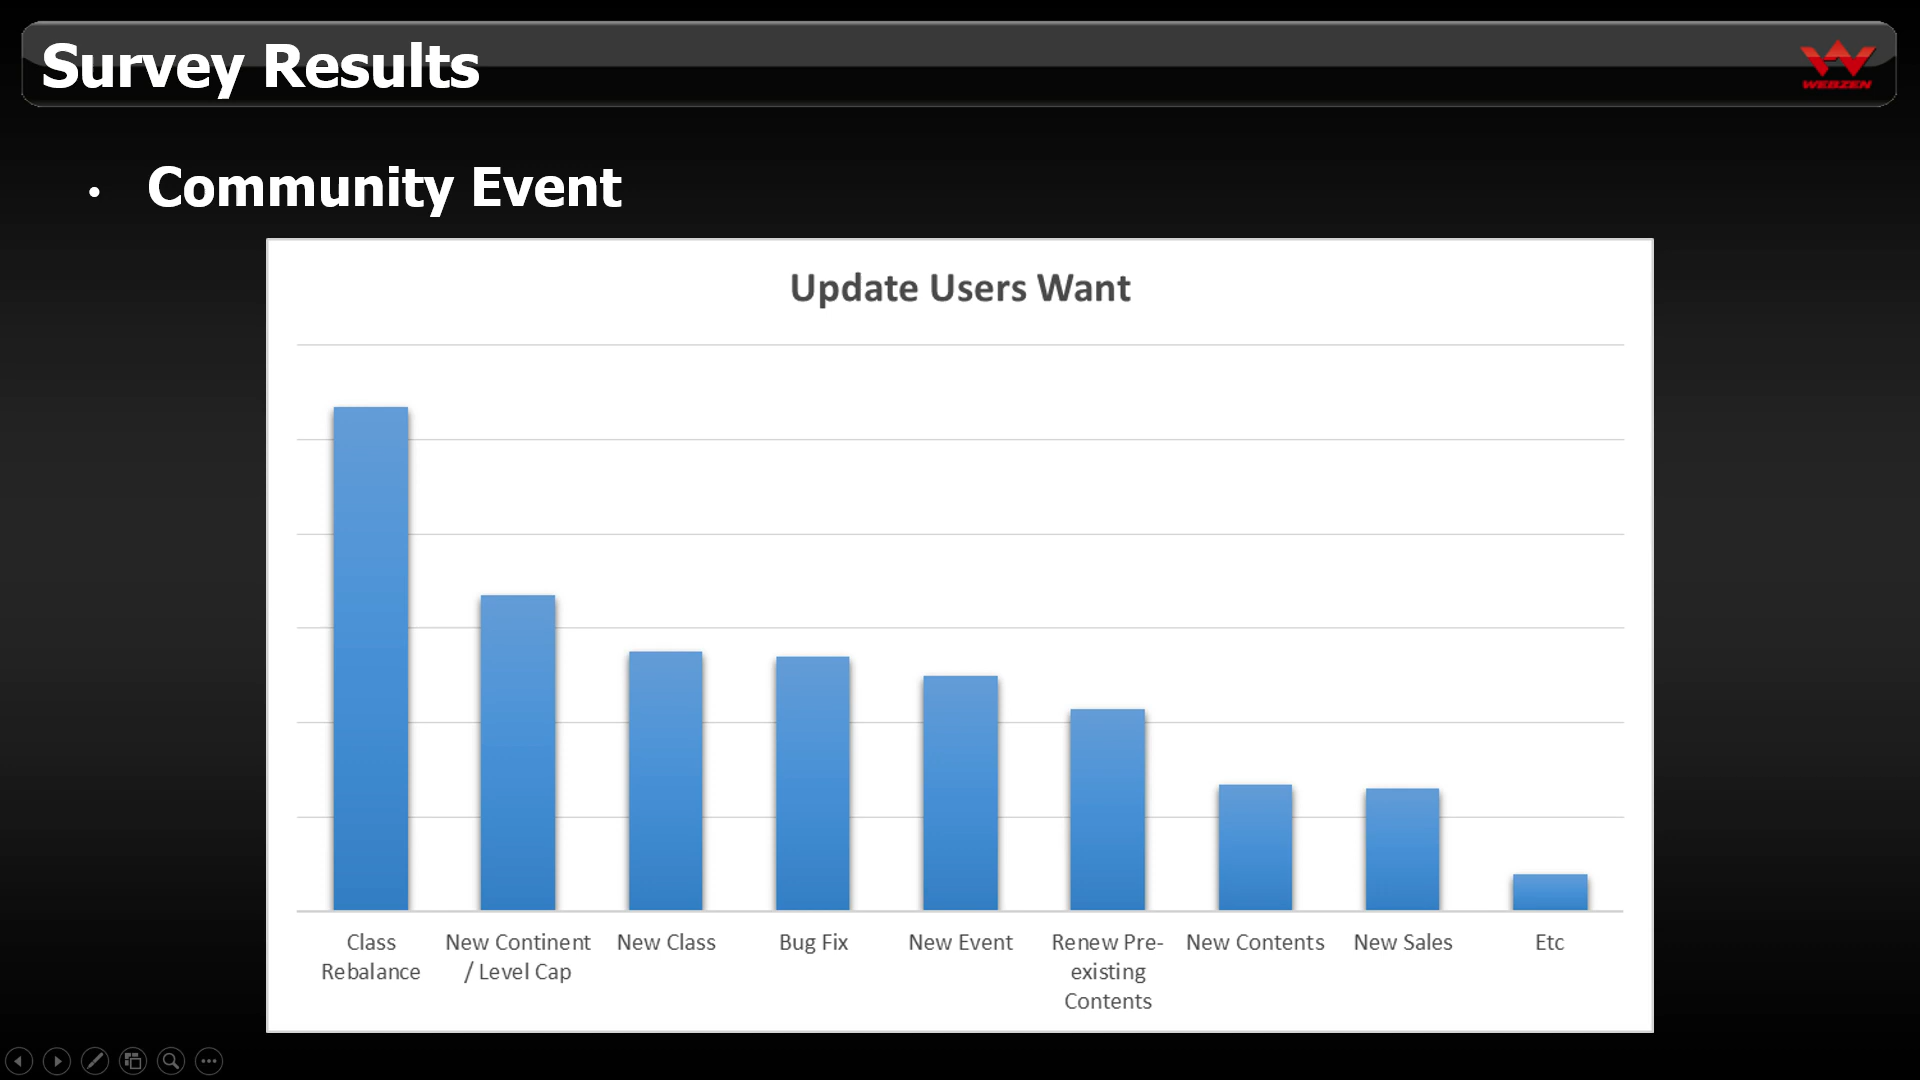 Survey Results
WEBZEN
• Community Event
Update Users Want
Class
Rebalance
New Continent
/ Level Cap
New Class
Bug Fix
New Event
Renew Pre-
existing
Contents
New Contents
New Sales
Etc